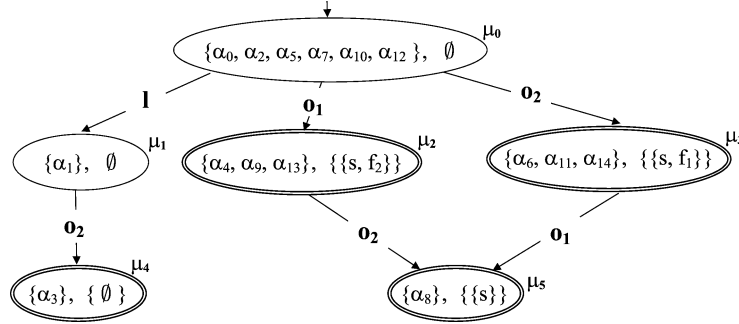 μ₀
{α₀, α₂, α₅, α₇, α₁₀, α₁₂ }, ∅
l
o₁
o₂
μ₁
{α₁}, ∅
μ₂
{α₄, α₉, α₁₃}, {{s, f₂}}
{α₆, α₁₁, α₁₄}, {{s, f₁}}
o₂
o₂
o₁
μ₄
{α₃}, { ∅ }
μ₅
{α₈}, {{s}}